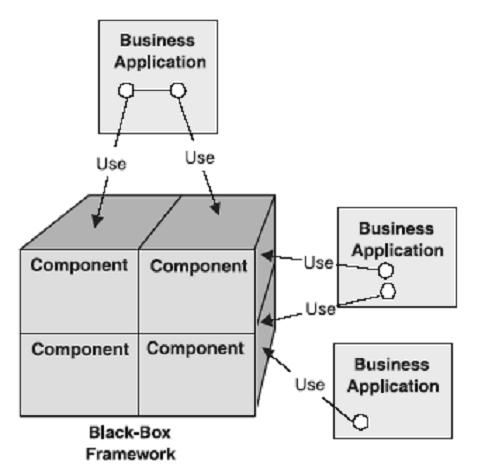 Business
Application
Use
Use
Component
Component
Business
Application
Use
Use
Component
Component
Business
Application
Use
Black-Box
Framework